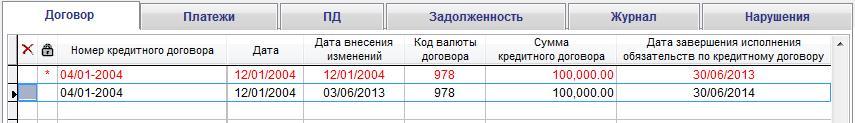 Договор Платежи ПД Задолженность Журнал Нарушения
Номер кредитного договора Дата Дата внесения изменений Код валюты договора Сумма кредитного договора Дата завершения исполнения обязательств по кредитному договору
* 04/01-2004 12/01/2004 12/01/2004 978 100,000.00 30/06/2013
04/01-2004 12/01/2004 03/06/2013 978 100,000.00 30/06/2014